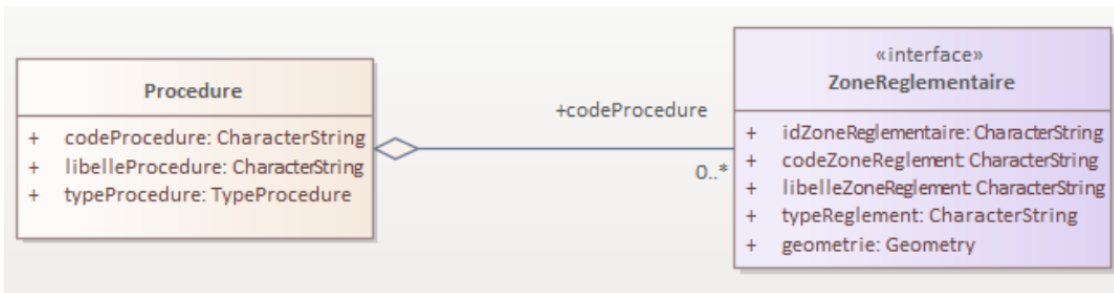 Procedure
+ codeProcedure: CharacterString
+ libelleProcedure: CharacterString
+ typeProcedure: TypeProcedure
+codeProcedure
0..*
«interface»
ZoneReglementaire
+ idZoneReglementaire: CharacterString
+ codeZoneReglement: CharacterString
+ libelleZoneReglement: CharacterString
+ typeReglement: CharacterString
+ geometrie: Geometry